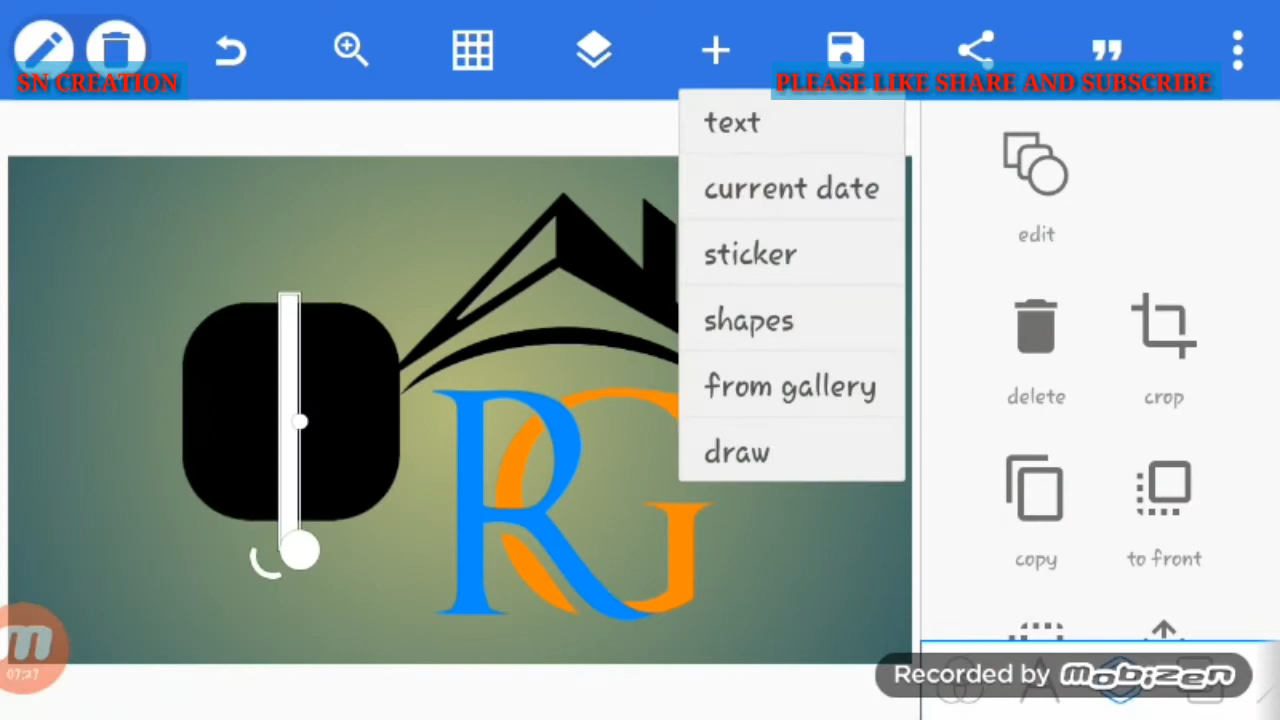 SN CREATION
PLEASE LIKE SHARE AND SUBSCRIBE
text
current date
sticker
shapes
from gallery
draw
edit
delete
crop
copy
to front
RG
07:27
Recorded by mobizen